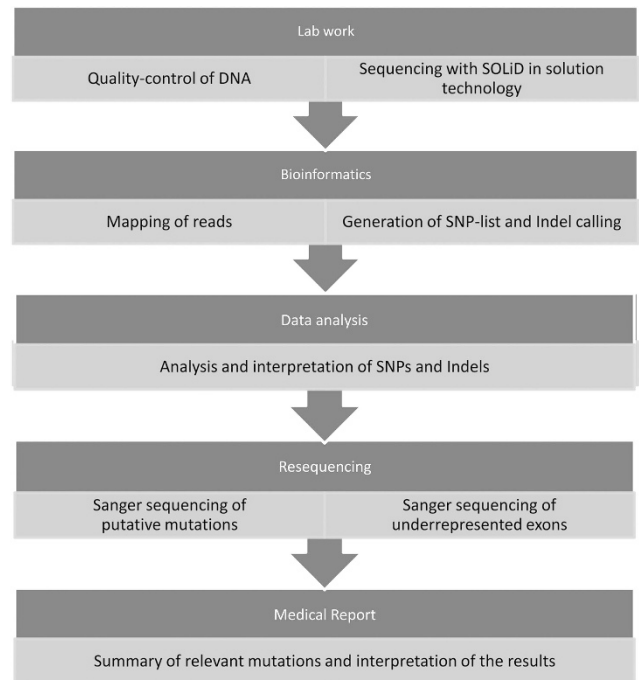 Lab work
Quality-control of DNA
Sequencing with SOLiD in solution
technology
Bioinformatics
Mapping of reads
Generation of SNP-list and Indel calling
Data analysis
Analysis and interpretation of SNPs and Indels
Resequencing
Sanger sequencing of
putative mutations
Sanger sequencing of
underrepresented exons
Medical Report
Summary of relevant mutations and interpretation of the results